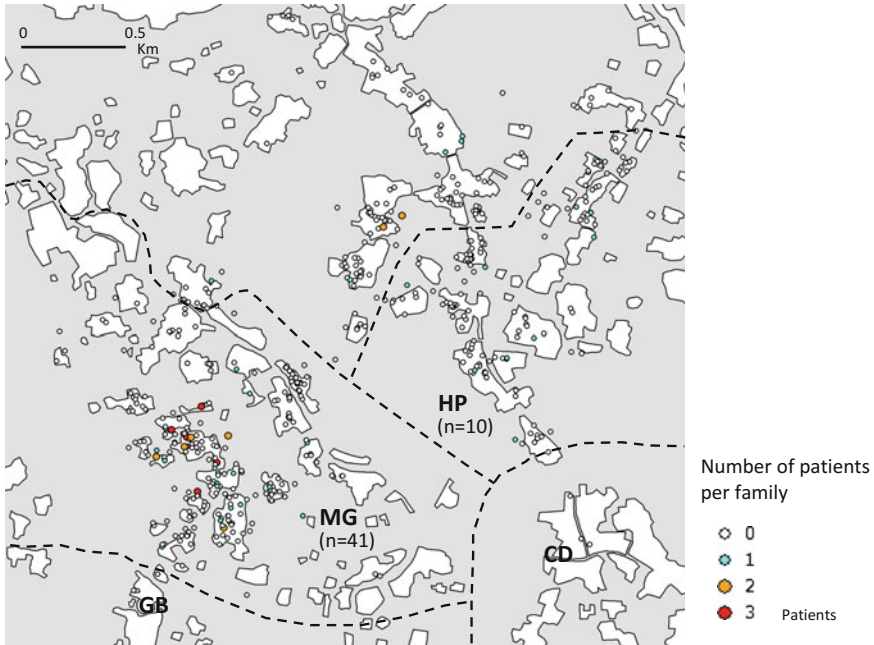 0 0.5
Km
HP
(n=10)
MG
(n=41)
CD
GB
Number of patients
per family
0
1
2
3 Patients